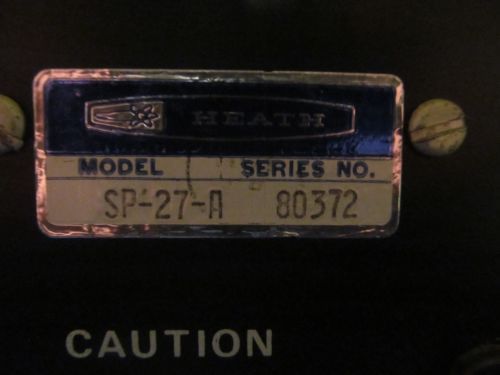 HEATH
MODEL SERIES NO.
SP-27-A 80372
CAUTION